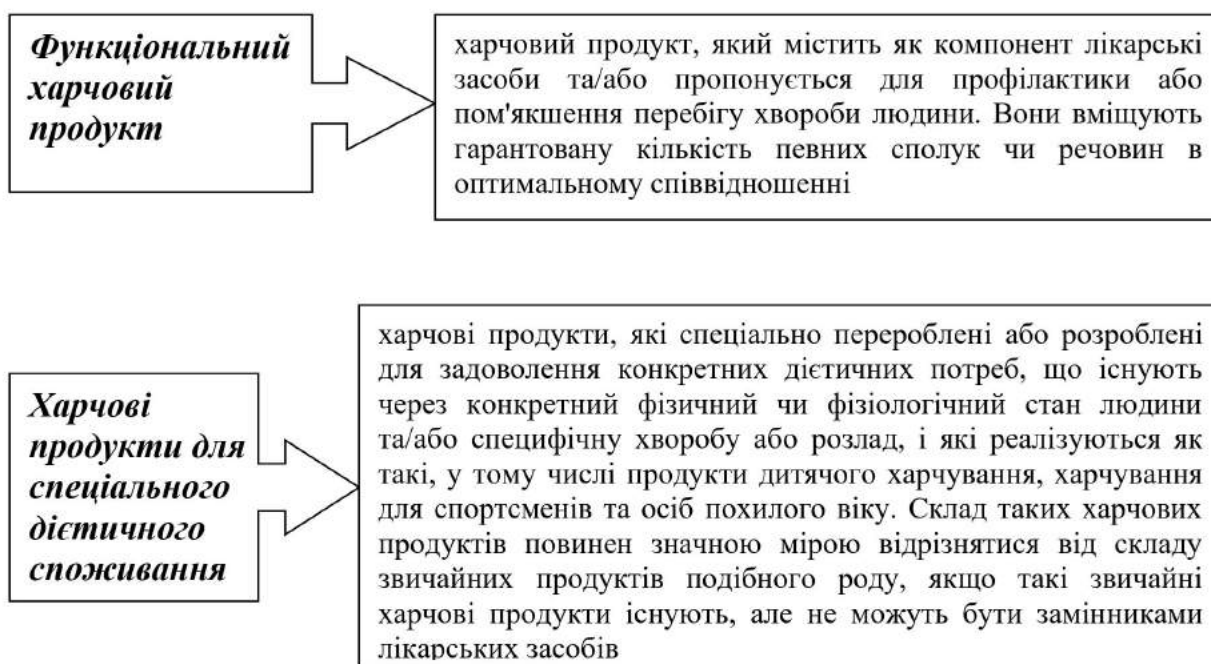 Функціональний
харчовий
продукт
харчовий продукт, який містить як компонент лікарські
засоби та/або пропонується для профілактики або
пом'якшення перебігу хвороби людини. Вони вміщують
гарантовану кількість певних сполук чи речовин в
оптимальному співвідношенні
Харчові
продукти для
спеціального
дієтичного
споживання
харчові продукти, які спеціально перероблені або розроблені
для задоволення конкретних дієтичних потреб, що існують
через конкретний фізичний чи фізіологічний стан людини
та/або специфічну хворобу або розлад, і які реалізуються як
такі, у тому числі продукти дитячого харчування, харчування
для спортсменів та осіб похилого віку. Склад таких харчових
продуктів повинен значною мірою відрізнятися від складу
звичайних продуктів подібного роду, якщо такі звичайні
харчові продукти існують, але не можуть бути замінниками
лікарських засобів